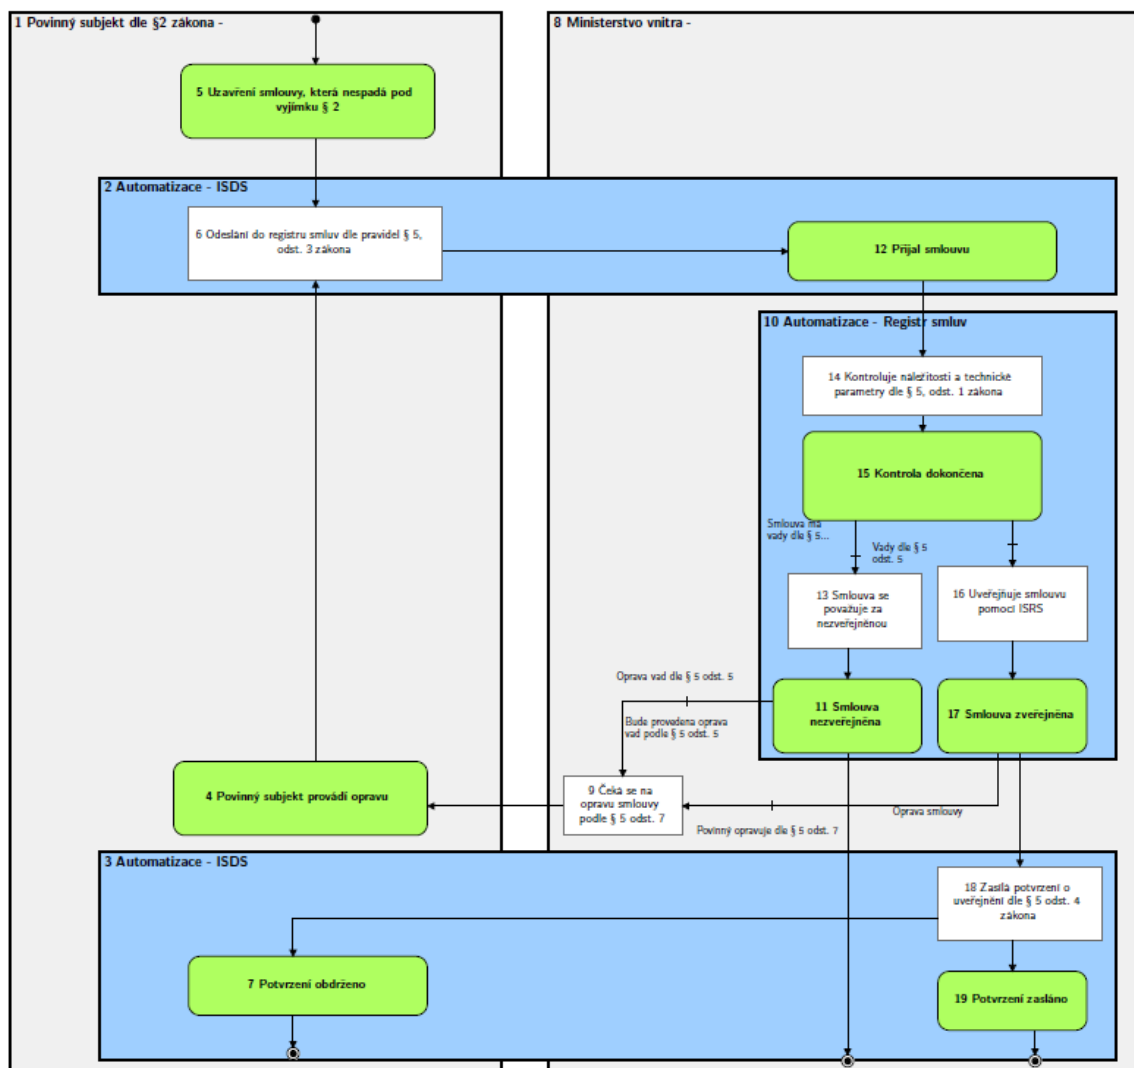 1 Povinný subjekt dle §2 zákona -
8 Ministerstvo vnitra -
5 Uzavření smlouvy, která nespadá pod
vyjímku § 2
2 Automatizace - ISDS
6 Odeslání do registru smluv dle pravidel § 5,
odst. 3 zákona
12 Přijal smlouvu
10 Automatizace - Registr smluv
14 Kontroluje náležitosti a technické
parametry dle § 5, odst. 1 zákona
15 Kontrola dokončena
Smlouva má
vady dle § 5...
Vady dle § 5
odst. 5
13 Smlouva se
považuje za
nezveřejněnou
16 Uveřejňuje smlouvu
pomocí ISRS
Oprava vad dle § 5 odst. 5
11 Smlouva
nezveřejněna
17 Smlouva zveřejněna
Bude provedena oprava
vad podle § 5 odst. 5
4 Povinný subjekt provádí opravu
9 Čeká se na
opravu smlouvy
podle § 5 odst. 7
Oprava smlouvy
Povinný opravuje dle § 5 odst. 7
3 Automatizace - ISDS
18 Zasílá potvrzení o
uveřejnění dle § 5 odst. 4
zákona
7 Potvrzení obdrženo
19 Potvrzení zasláno